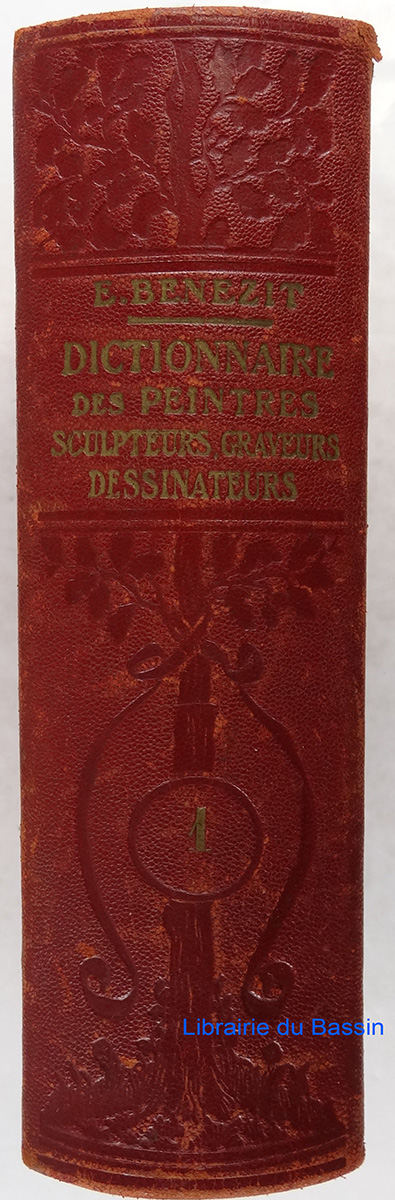 E. BENEZIT
DICTIONNAIRE
DES PEINTRES
SCULPTEURS, GRAVEURS
DESSINATEURS
1
Librairie du Bassin